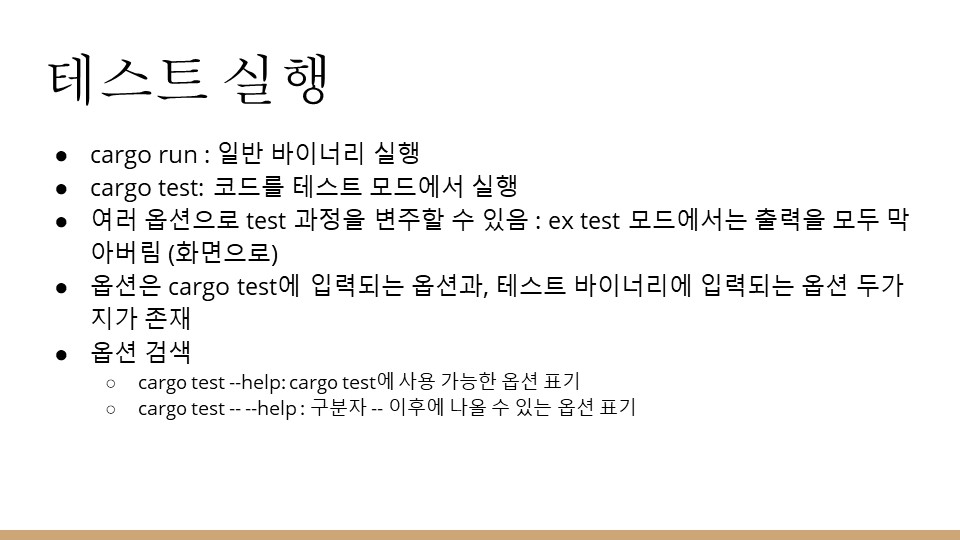 테스트 실행
● cargo run : 일반 바이너리 실행
● cargo test: 코드를 테스트 모드에서 실행
● 여러 옵션으로 test 과정을 변주할 수 있음 : ex test 모드에서는 출력을 모두 막
아버림 (화면으로)
● 옵션은 cargo test에 입력되는 옵션과, 테스트 바이너리에 입력되는 옵션 두가
지가 존재
● 옵션 검색
○ cargo test --help: cargo test에 사용 가능한 옵션 표기
○ cargo test -- --help : 구분자 -- 이후에 나올 수 있는 옵션 표기